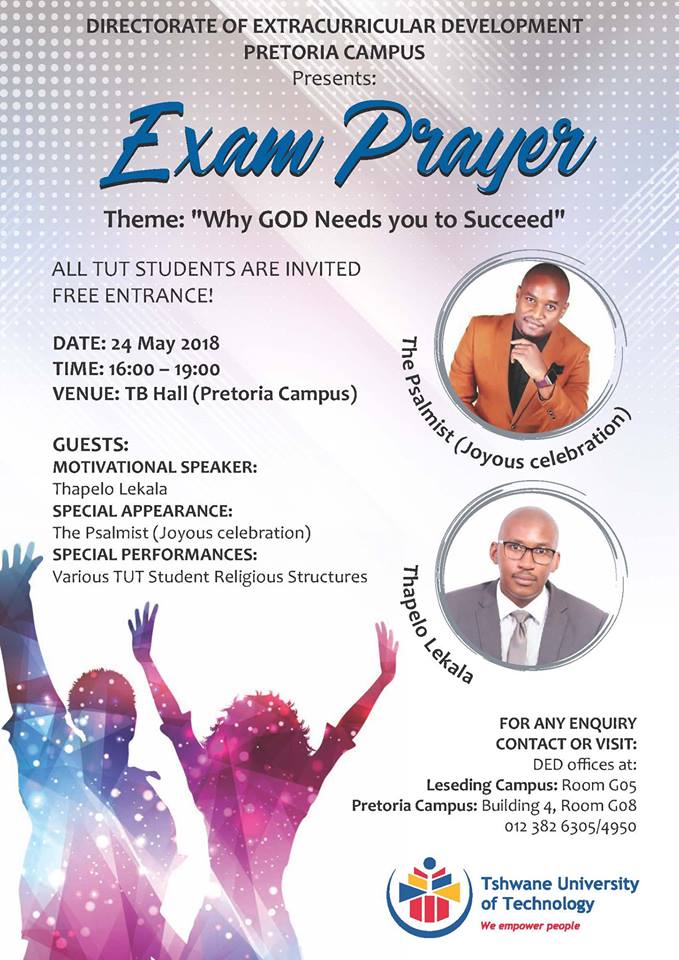 DIRECTORATE OF EXTRACURRICULAR DEVELOPMENT
PRETORIA CAMPUS
Presents:
Exam Prayer
Theme: "Why GOD Needs you to Succeed"
ALL TUT STUDENTS ARE INVITED
FREE ENTRANCE!
DATE: 24 May 2018
TIME: 16:00 – 19:00
VENUE: TB Hall (Pretoria Campus)
The Psalmist (Joyous celebration)
GUESTS:
MOTIVATIONAL SPEAKER:
Thapelo Lekala
SPECIAL APPEARANCE:
The Psalmist (Joyous celebration)
SPECIAL PERFORMANCES:
Various TUT Student Religious Structures
Thapelo Lekala
FOR ANY ENQUIRY
CONTACT OR VISIT:
DED offices at:
Leseding Campus: Room G05
Pretoria Campus: Building 4, Room G08
012 382 6305/4950
Tshwane University
of Technology
We empower people